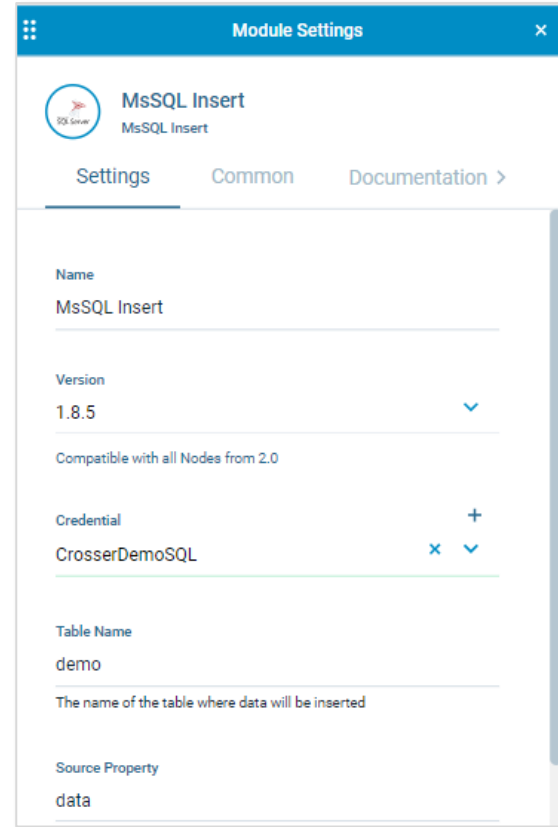 Module Settings
SQL Server
MsSQL Insert
MsSQL Insert
Settings Common Documentation >
Name
MsSQL Insert
Version
1.8.5
Compatible with all Nodes from 2.0
Credential
CrosserDemoSQL
Table Name
demo
The name of the table where data will be inserted
Source Property
data